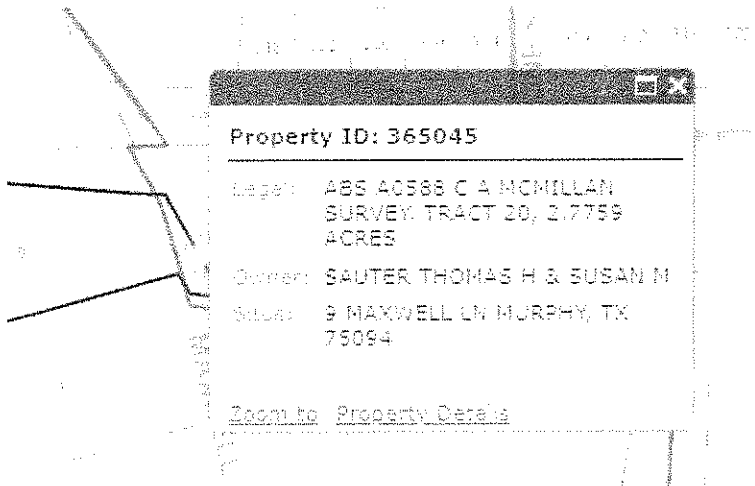 Property ID: 365045
Legal: ABS A0588 C A MCMILLAN
SURVEY, TRACT 20, 2.7759
ACRES
Owner: SAUTER THOMAS H & SUSAN M
Situs: 9 MAXWELL LN MURPHY, TX
75094
Zoom to Property Details